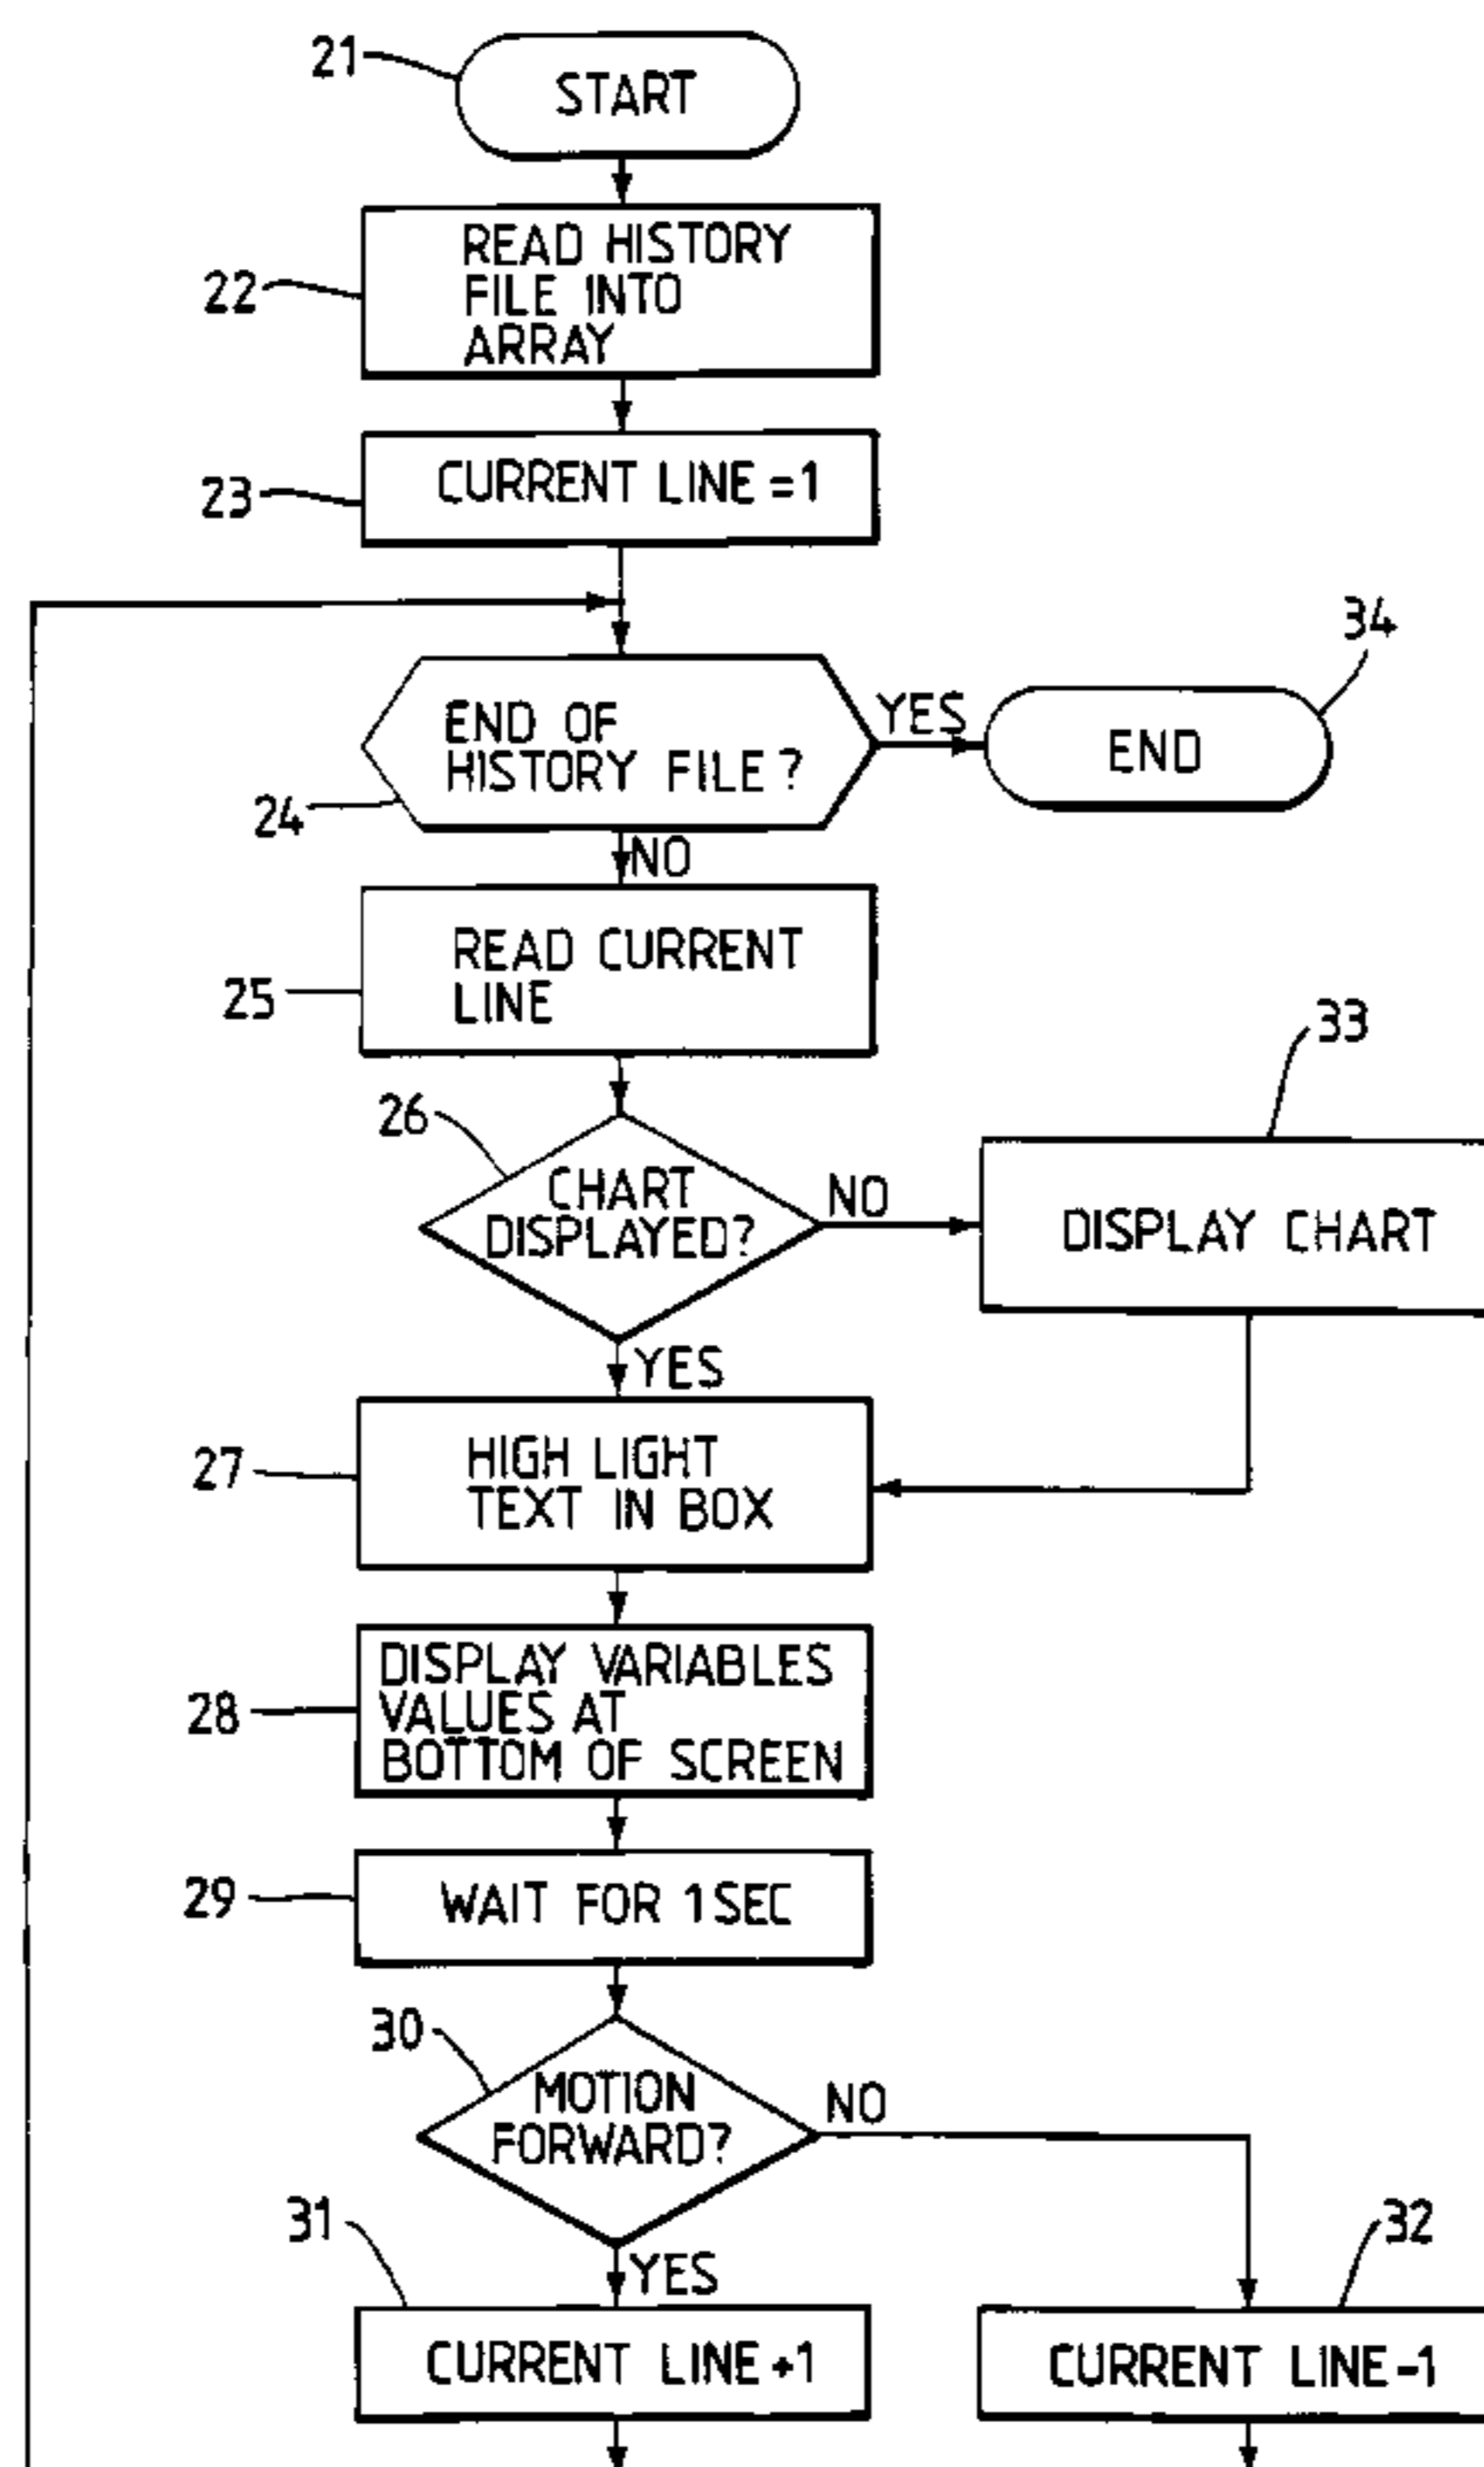 21
START
22
READ HISTORY
FILE INTO
ARRAY
23
CURRENT LINE=1
34
END OF
HISTORY FILE?
YES
END
24
NO
READ CURRENT
LINE
25
33
26
CHART
DISPLAYED?
NO
DISPLAY CHART
YES
27
HIGH LIGHT
TEXT IN BOX
28
DISPLAY VARIABLES
VALUES AT
BOTTOM OF SCREEN
29
WAIT FOR 1SEC
30
MOTION
FORWARD?
NO
31
32
YES
CURRENT LINE+1
CURRENT LINE-1